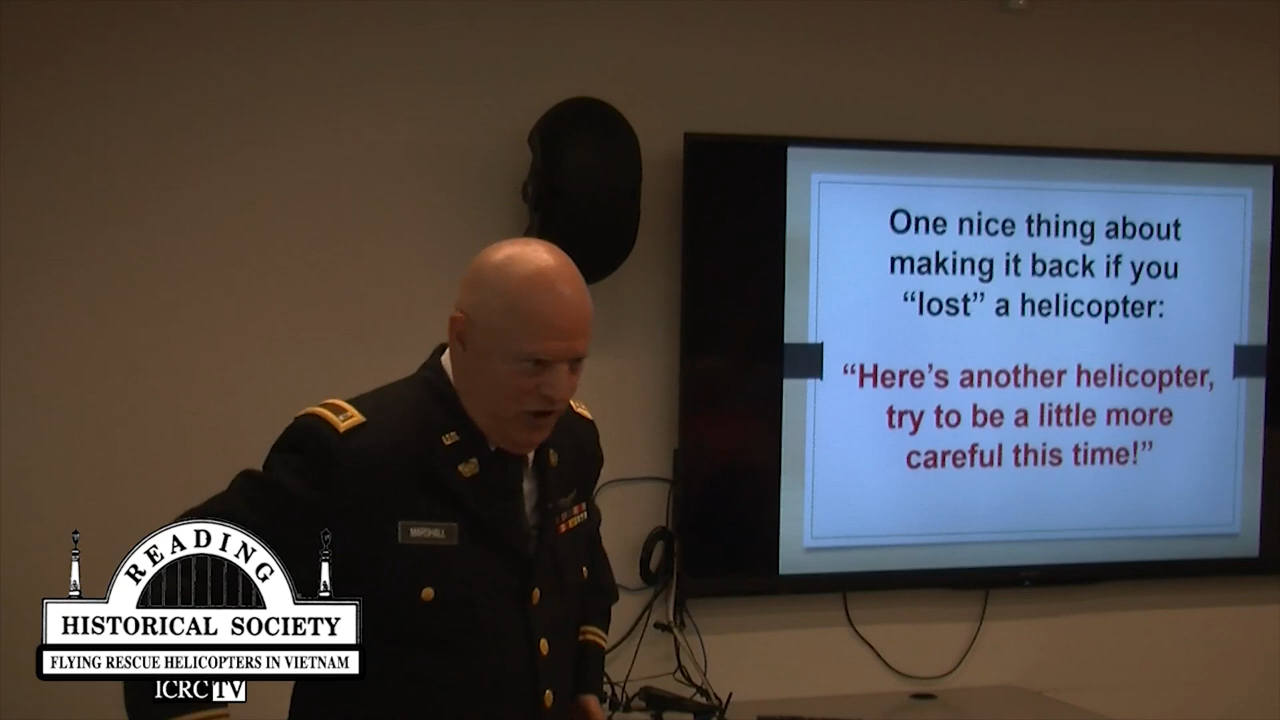 One nice thing about
making it back if you
“lost” a helicopter:
“Here’s another helicopter,
try to be a little more
careful this time!”
MARSHALL
READING
HISTORICAL SOCIETY
FLYING RESCUE HELICOPTERS IN VIETNAM
ICRC TV